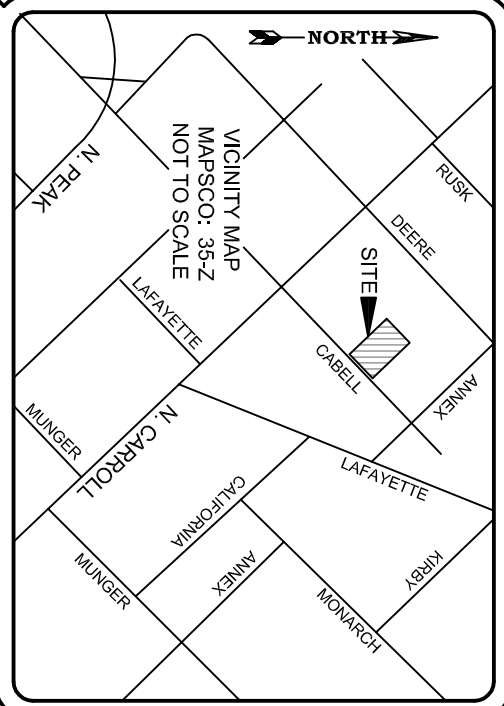 NORTH
VICINITY MAP
MAPSCO: 35-Z
NOT TO SCALE
RUSK
DEERE
N. PEAK
SITE
LAFAYETTE
CABELL
ANNEX
MUNGER
N. CARROLL
LAFAYETTE
CALIFORNIA
MUNGER
ANNEX
KIRBY
MONARCH